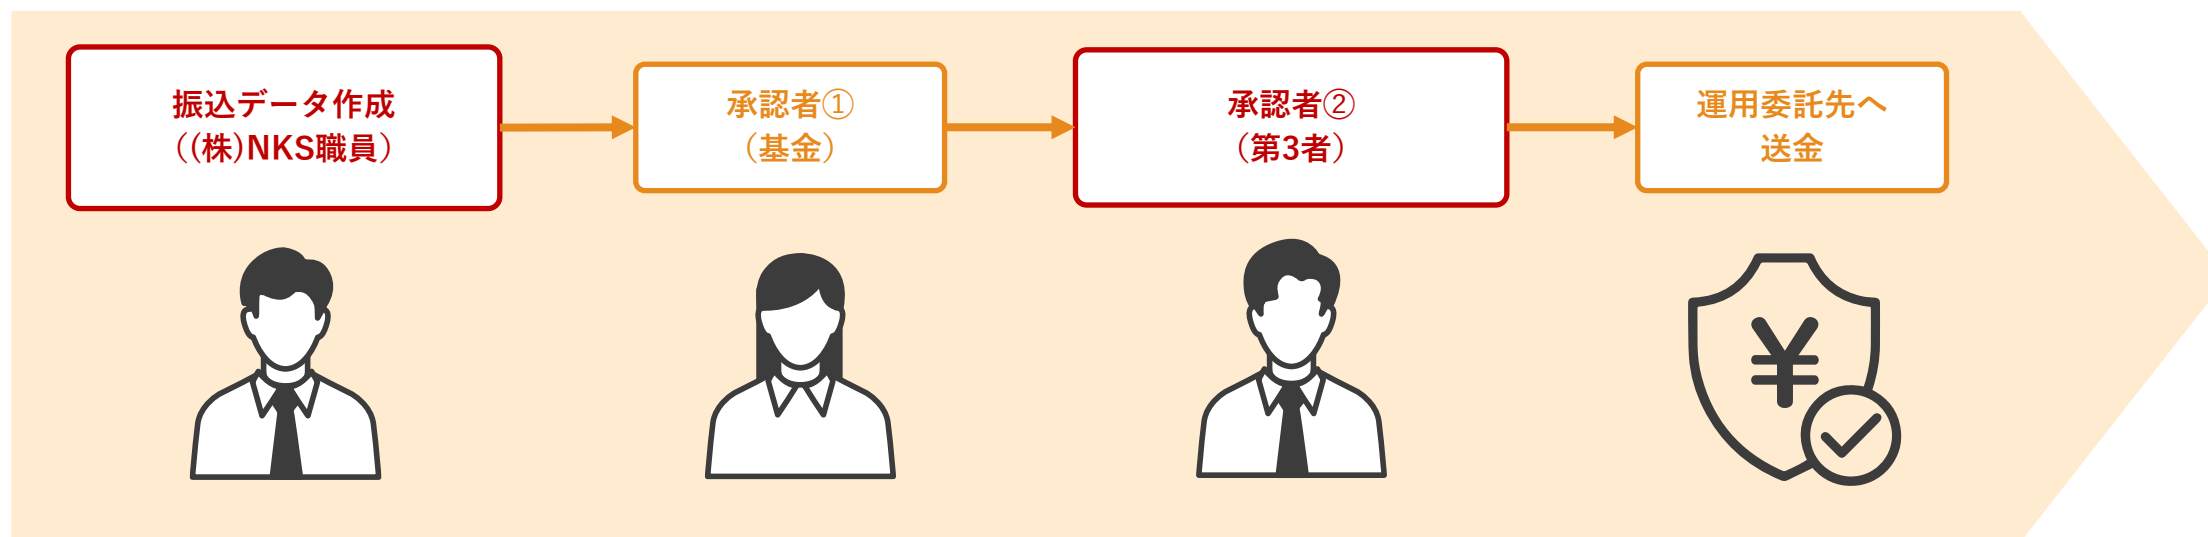 振込データ作成
((株)NKS職員)
承認者①
(基金)
承認者②
(第3者)
運用委託先へ
送金